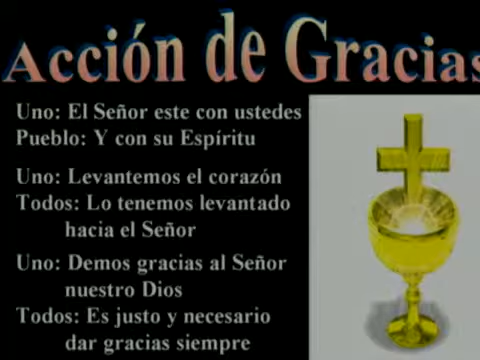 Acción de Gracias
Uno: El Señor este con ustedes
Pueblo: Y con su Espíritu
Uno: Levantemos el corazón
Todos: Lo tenemos levantado
hacia el Señor
Uno: Demos gracias al Señor
nuestro Dios
Todos: Es justo y necesario
dar gracias siempre